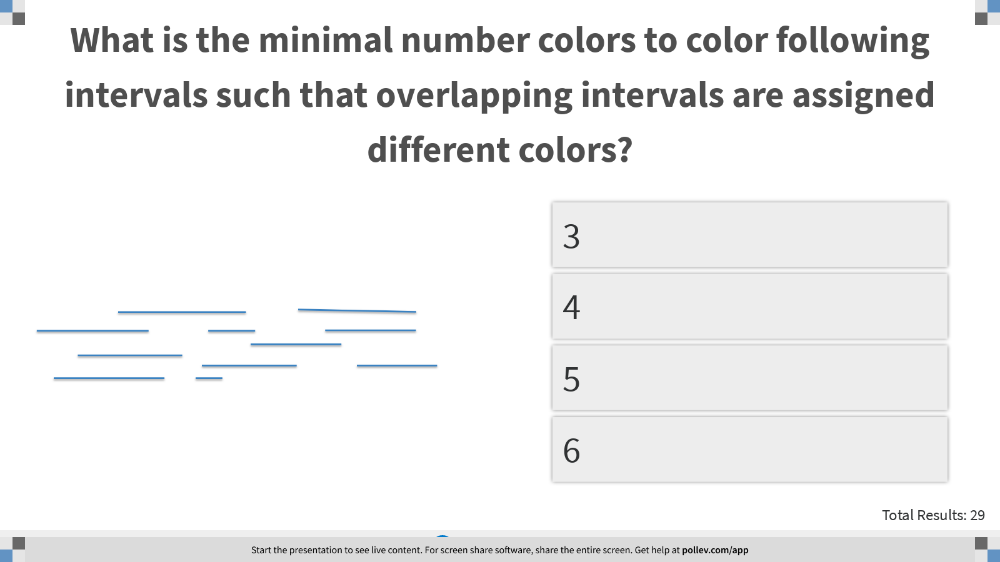 What is the minimal number colors to color following
intervals such that overlapping intervals are assigned
different colors?
3
4
5
6
Total Results: 29
Start the presentation to see live content. For screen share software, share the entire screen. Get help at pollev.com/app